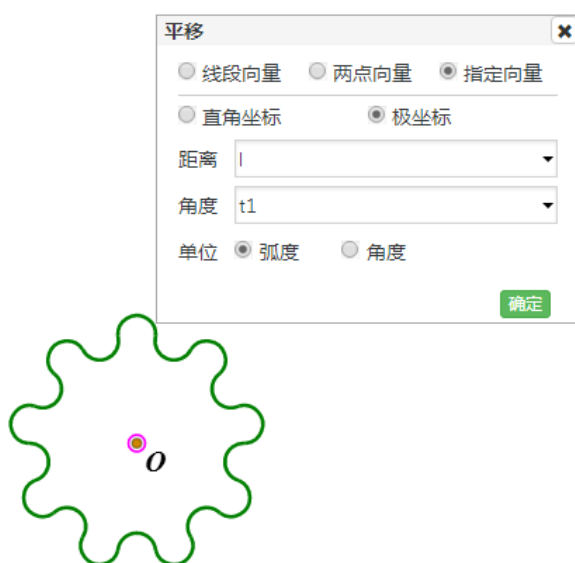 平移
线段向量 两点向量 指定向量
直角坐标 极坐标
距离 l
角度 t1
单位 弧度 角度
确定
O